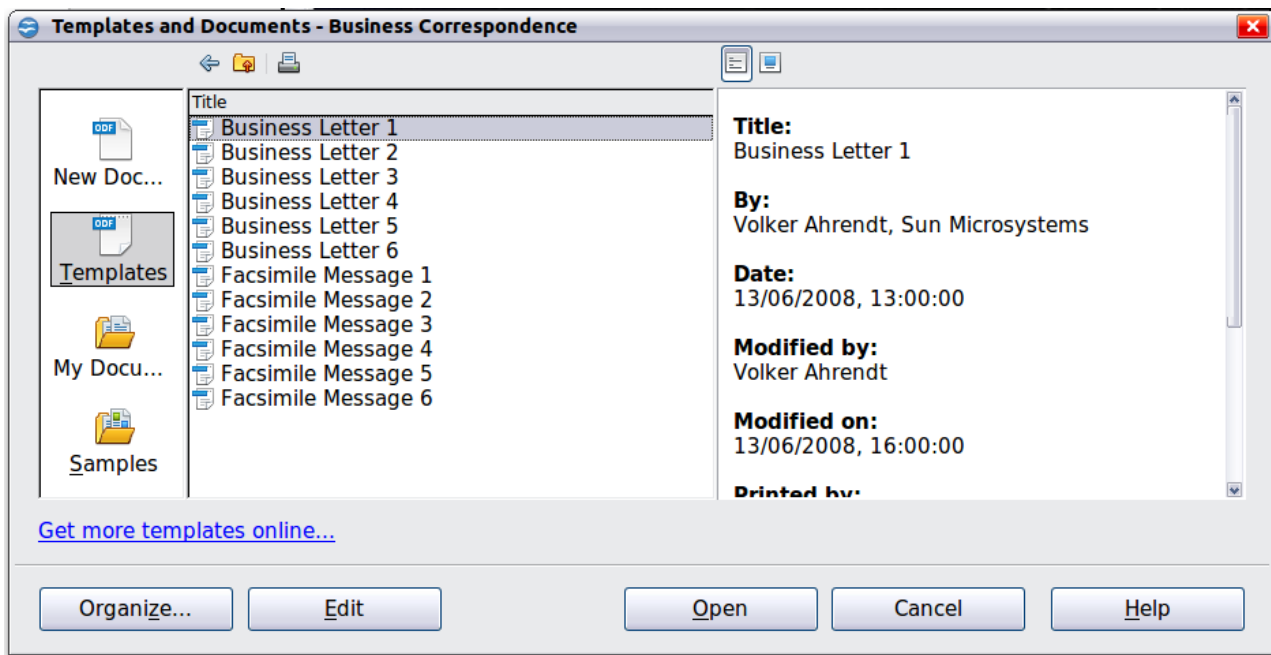 Templates and Documents - Business Correspondence
Title
ODF
New Doc...
ODF
Templates
My Docu...
Samples
Business Letter 1
Business Letter 2
Business Letter 3
Business Letter 4
Business Letter 5
Business Letter 6
Facsimile Message 1
Facsimile Message 2
Facsimile Message 3
Facsimile Message 4
Facsimile Message 5
Facsimile Message 6
Title:
Business Letter 1
By:
Volker Ahrendt, Sun Microsystems
Date:
13/06/2008, 13:00:00
Modified by:
Volker Ahrendt
Modified on:
13/06/2008, 16:00:00
Printed by:
Get more templates online...
Organize...
Edit
Open
Cancel
Help